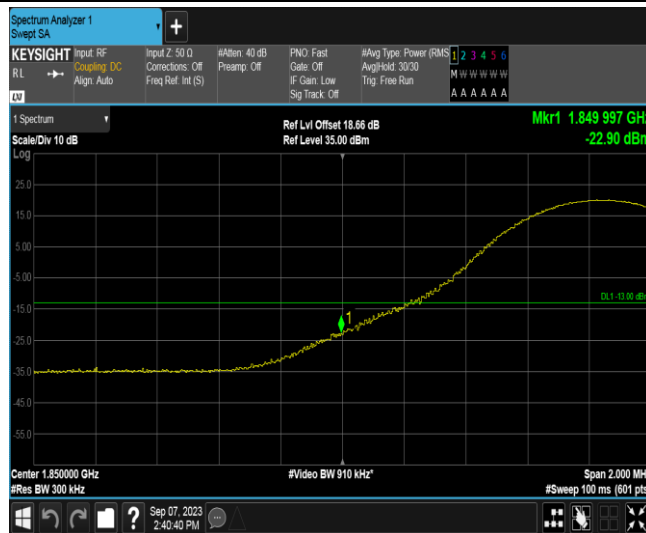 Spectrum Analyzer 1
Swept SA
+
KEYSIGHT
RL
LXI
Input: RF
Coupling: DC
Align: Auto
Input Z: 50 Ω
Corrections: Off
Freq Ref: Int (S)
#Atten: 40 dB
Preamp: Off
PNO: Fast
Gate: Off
IF Gain: Low
Sig Track: Off
#Avg Type: Power (RMS
Avg|Hold: 30/30
Trig: Free Run
1 2 3 4 5 6
M W W W W W
A A A A A A
1 Spectrum
Scale/Div 10 dB
Ref Lvl Offset 18.66 dB
Ref Level 35.00 dBm
Mkr1 1.849 997 GHz
-22.90 dBm
Log
25.0
15.0
5.00
-5.00
DL1 -13.00 dBm
-15.0
1
-25.0
-35.0
-45.0
-55.0
Center 1.850000 GHz
#Video BW 910 kHz*
Span 2.000 MH
#Res BW 300 kHz
#Sweep 100 ms (601 pts
?
Sep 07, 2023
2:40:40 PM